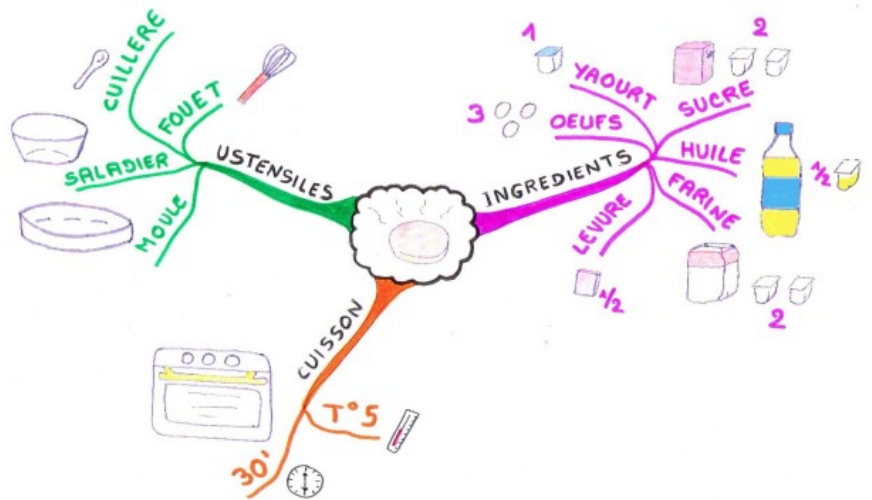 CUILLERE
FOUET
SALADIER
MOULE
USTENSILES
INGREDIENTS
1
YAOURT
3
OEUFS
2
SUCRE
HUILE
1/2
FARINE
2
LEVURE
1/2
CUISSON
T°5
30'